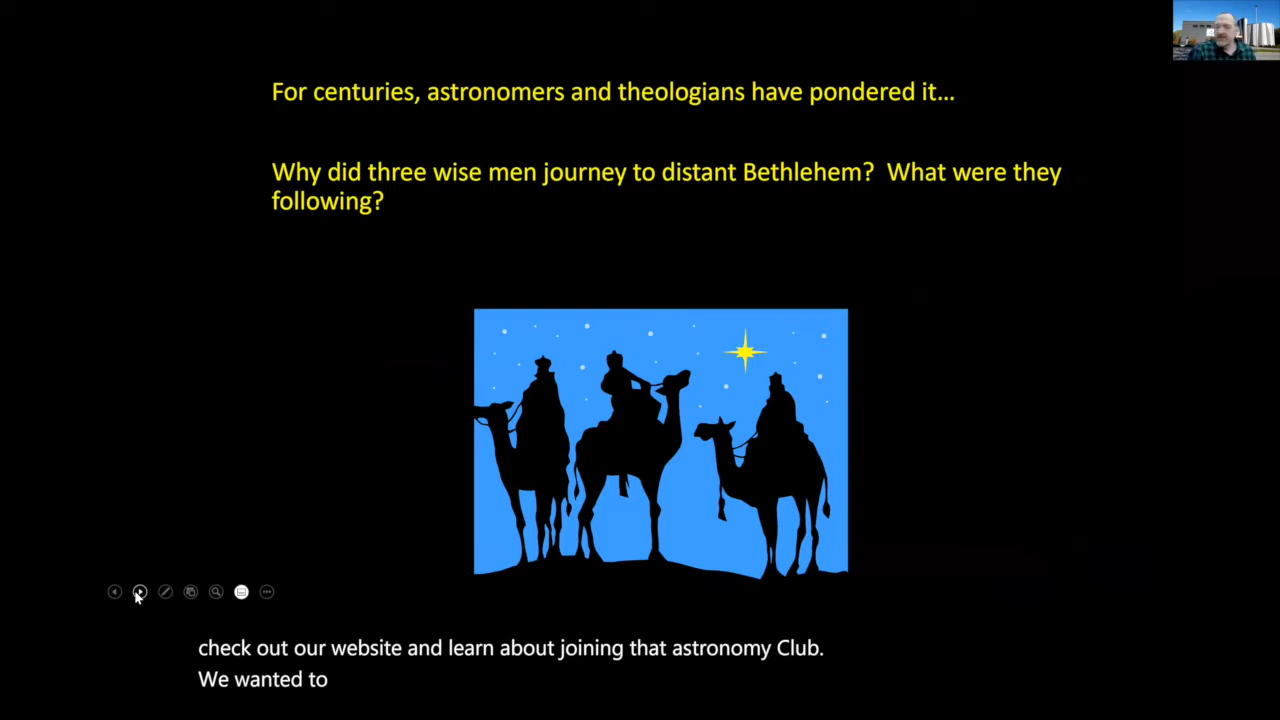 For centuries, astronomers and theologians have pondered it...
Why did three wise men journey to distant Bethlehem?  What were they
following?
check out our website and learn about joining that astronomy Club.
We wanted to